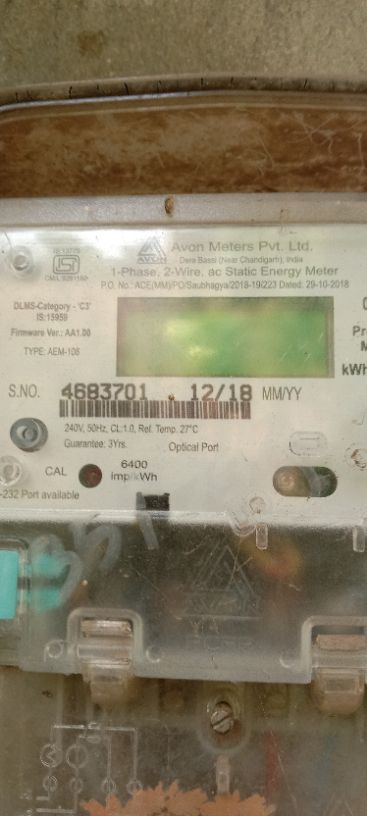 IS:13779
AVON
Avon Meters Pvt. Ltd.
Dera Bassi (Near Chandigarh), India
1-Phase, 2-Wire, ac Static Energy Meter
P.O. No.: ACE(MM)/PO/Saubhagya/2018-19/223 Dated: 29-10-2018
DLMS-Category - 'C3'
IS:15959
Firmware Ver.: AA1.00
TYPE: AEM-106
kWh
S.NO. 4683701 12/18 MM/YY
240V, 50Hz, CL:1.0, Ref. Temp. 27°C
Guarantee: 3Yrs. Optical Port
CAL 6400
imp/kWh
-232 Port available
AVON